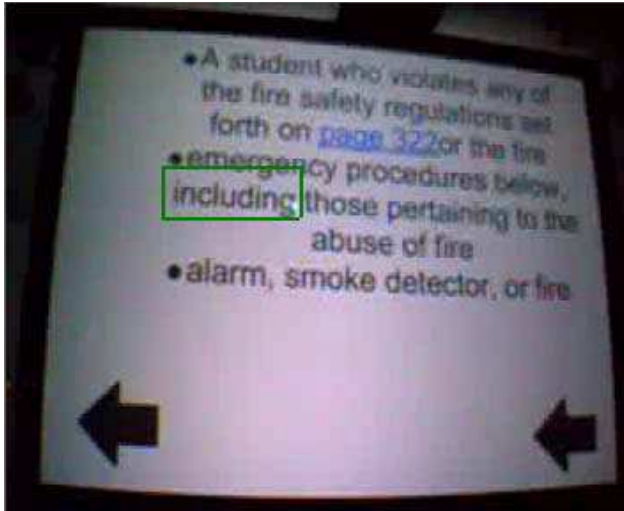 •A student who violates any of
the fire safety regulations set
forth on page 322or the fire
•emergency procedures below,
including those pertaining to the
abuse of fire
•alarm, smoke detector, or fire